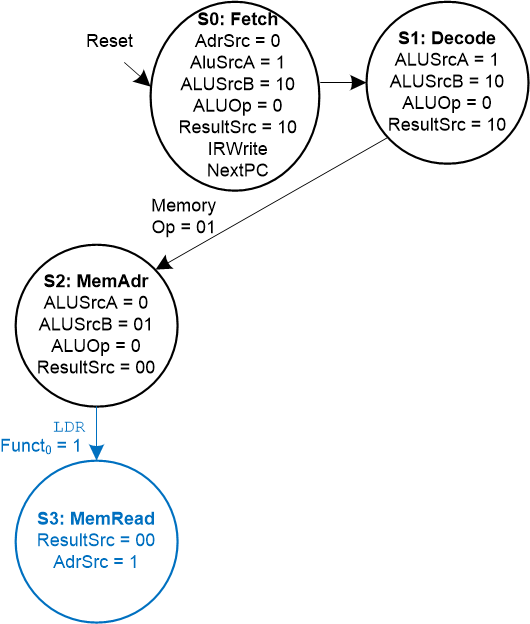 Reset
S0: Fetch
AdrSrc = 0
AluSrcA = 1
ALUSrcB = 10
ALUOp = 0
ResultSrc = 10
IRWrite
NextPC
S1: Decode
ALUSrcA = 1
ALUSrcB = 10
ALUOp = 0
ResultSrc = 10
Memory
Op = 01
S2: MemAdr
ALUSrcA = 0
ALUSrcB = 01
ALUOp = 0
ResultSrc = 00
LDR
Funct₀ = 1
S3: MemRead
ResultSrc = 00
AdrSrc = 1